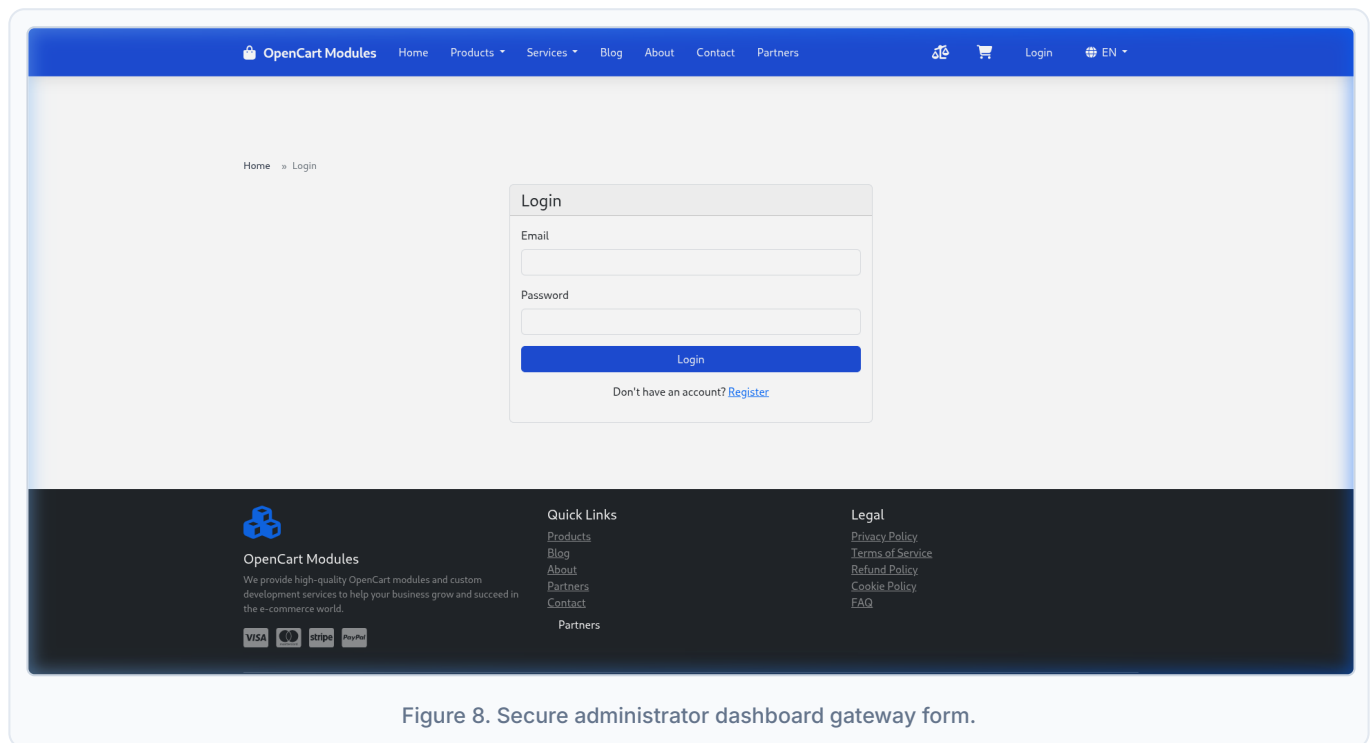 OpenCart Modules Home Products Services Blog About Contact Partners Login EN
Home » Login
Login
Email
Password
Login
Don't have an account? Register
OpenCart Modules
We provide high-quality OpenCart modules and custom
development services to help your business grow and succeed in
the e-commerce world.
VISA stripe PayPal
Quick Links
Products
Blog
About
Partners
Contact
Partners
Legal
Privacy Policy
Terms of Service
Refund Policy
Cookie Policy
FAQ
Figure 8. Secure administrator dashboard gateway form.